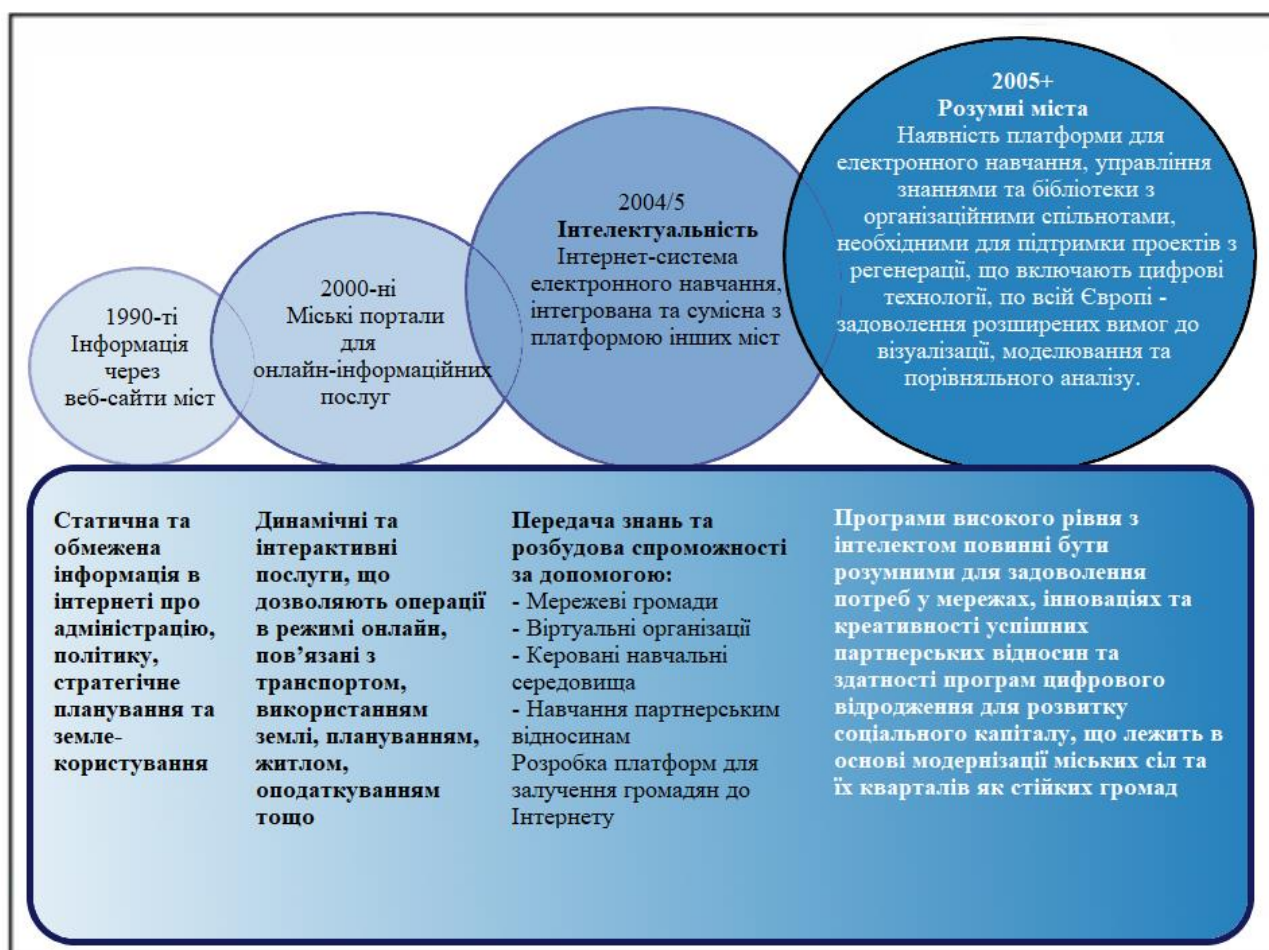 1990-ті
Інформація
через
веб-сайти міст
2000-ні
Міські портали
для
онлайн-інформаційних
послуг
2004/5
Інтелектуальність
Інтернет-система
електронного навчання,
інтегрована та сумісна з
платформою інших міст
2005+
Розумні міста
Наявність платформи для
електронного навчання, управління
знаннями та бібліотеки з
організаційними спільнотами,
необхідними для підтримки проектів з
регенерації, що включають цифрові
технології, по всій Європі -
задоволення розширених вимог до
візуалізації, моделювання та
порівняльного аналізу.
Статична та
обмежена
інформація в
інтернеті про
адміністрацію,
політику,
стратегічне
планування та
земле-
користування
Динамічні та
інтерактивні
послуги, що
дозволяють операції
в режимі онлайн,
пов’язані з
транспортом,
використанням
землі, плануванням,
житлом,
оподаткуванням
тощо
Передача знань та
розбудова спроможності
за допомогою:
- Мережеві громади
- Віртуальні організації
- Керовані навчальні
середовища
- Навчання партнерським
відносинам
Розробка платформ для
залучення громадян до
Інтернету
Програми високого рівня з
інтелектом повинні бути
розумними для задоволення
потреб у мережах, інноваціях та
креативності успішних
партнерських відносин та
здатності програм цифрового
відродження для розвитку
соціального капіталу, що лежить в
основі модернізації міських сіл та
їх кварталів як стійких громад